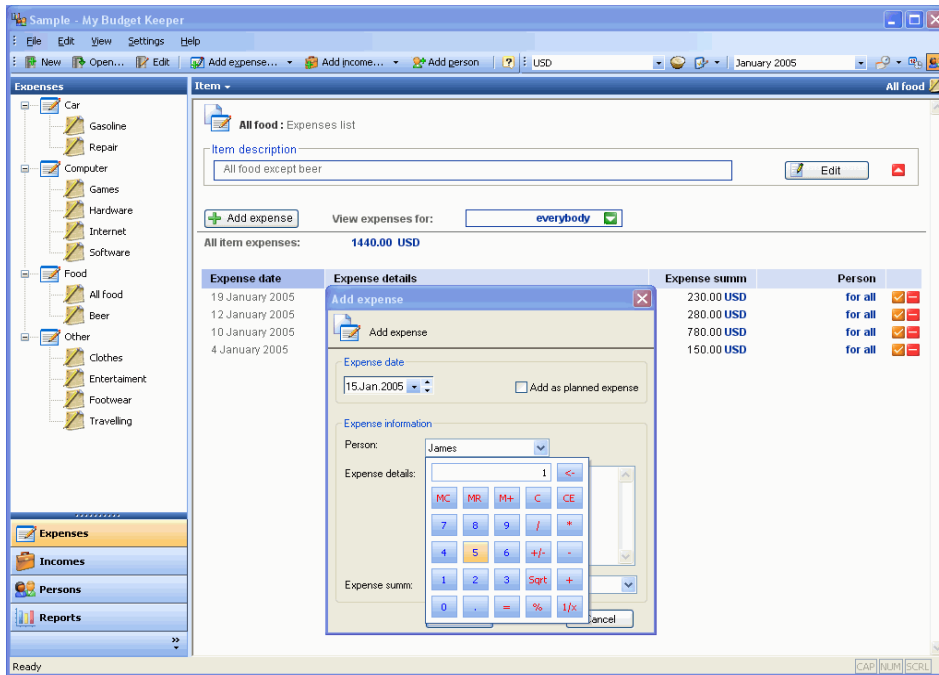 Sample - My Budget Keeper
File Edit View Settings Help
New Open... Edit Add expense... Add income... Add person ? USD January 2005
Expenses
Item
All food
Car
Gasoline
Repair
Computer
Games
Hardware
Internet
Software
Food
All food
Beer
Other
Clothes
Entertaiment
Footwear
Travelling
Expenses
Incomes
Persons
Reports
All food : Expenses list
Item description
All food except beer
Edit
Add expense View expenses for: everybody
All item expenses: 1440.00 USD
Expense date Expense details Expense summ Person
19 January 2005 230.00 USD for all
12 January 2005 280.00 USD for all
10 January 2005 780.00 USD for all
4 January 2005 150.00 USD for all
Add expense
Add expense
Expense date
15.Jan.2005 Add as planned expense
Expense information
Person: James
Expense details:
1 <-
MC MR M+ C CE
7 8 9 / *
4 5 6 +/- -
1 2 3 Sqrt +
0 . = % 1/x
Expense summ:
Cancel
Ready
CAP NUM SCRL